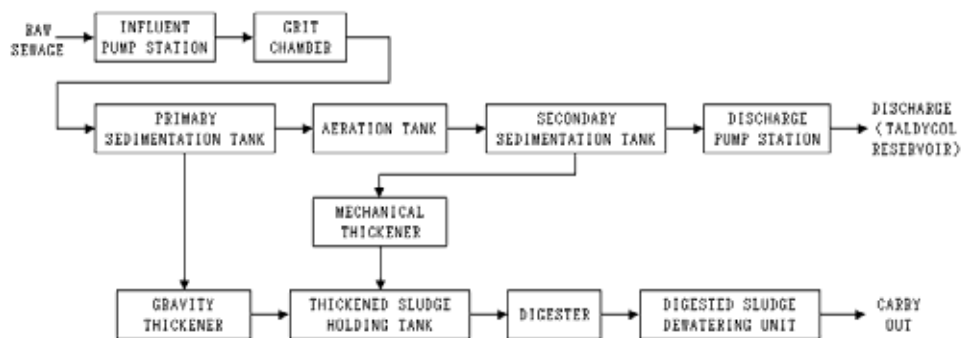 RAW
SEWAGE
INFLUENT
PUMP STATION
GRIT
CHAMBER
PRIMARY
SEDIMENTATION TANK
AERATION TANK
SECONDARY
SEDIMENTATION TANK
DISCHARGE
PUMP STATION
DISCHARGE
(TALDYCOL
RESERVOIR)
MECHANICAL
THICKENER
GRAVITY
THICKENER
THICKENED SLUDGE
HOLDING TANK
DIGESTER
DIGESTED SLUDGE
DEWATERING UNIT
CARRY
OUT